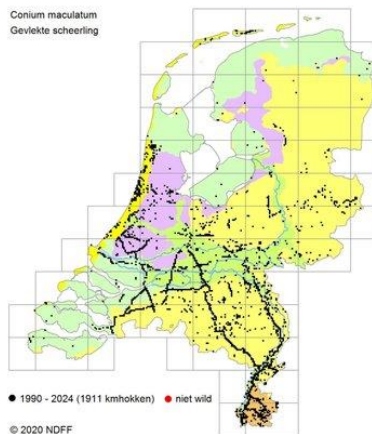 Conium maculatum
Gevlekte scheerling
1990 - 2024 (1911 kmhokken) niet wild
© 2020 NDFF